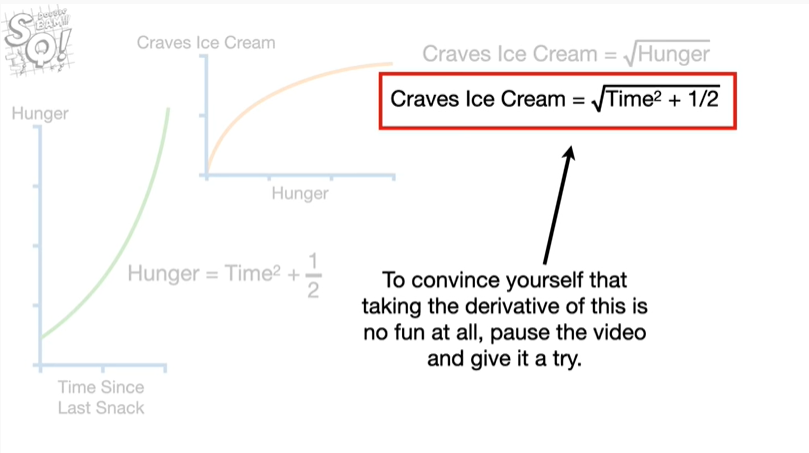 Craves Ice Cream
Craves Ice Cream = √Hunger
Craves Ice Cream = √Time² + 1/2
Hunger
Hunger
Hunger = Time² + 1/2
To convince yourself that
taking the derivative of this is
no fun at all, pause the video
and give it a try.
Time Since
Last Snack